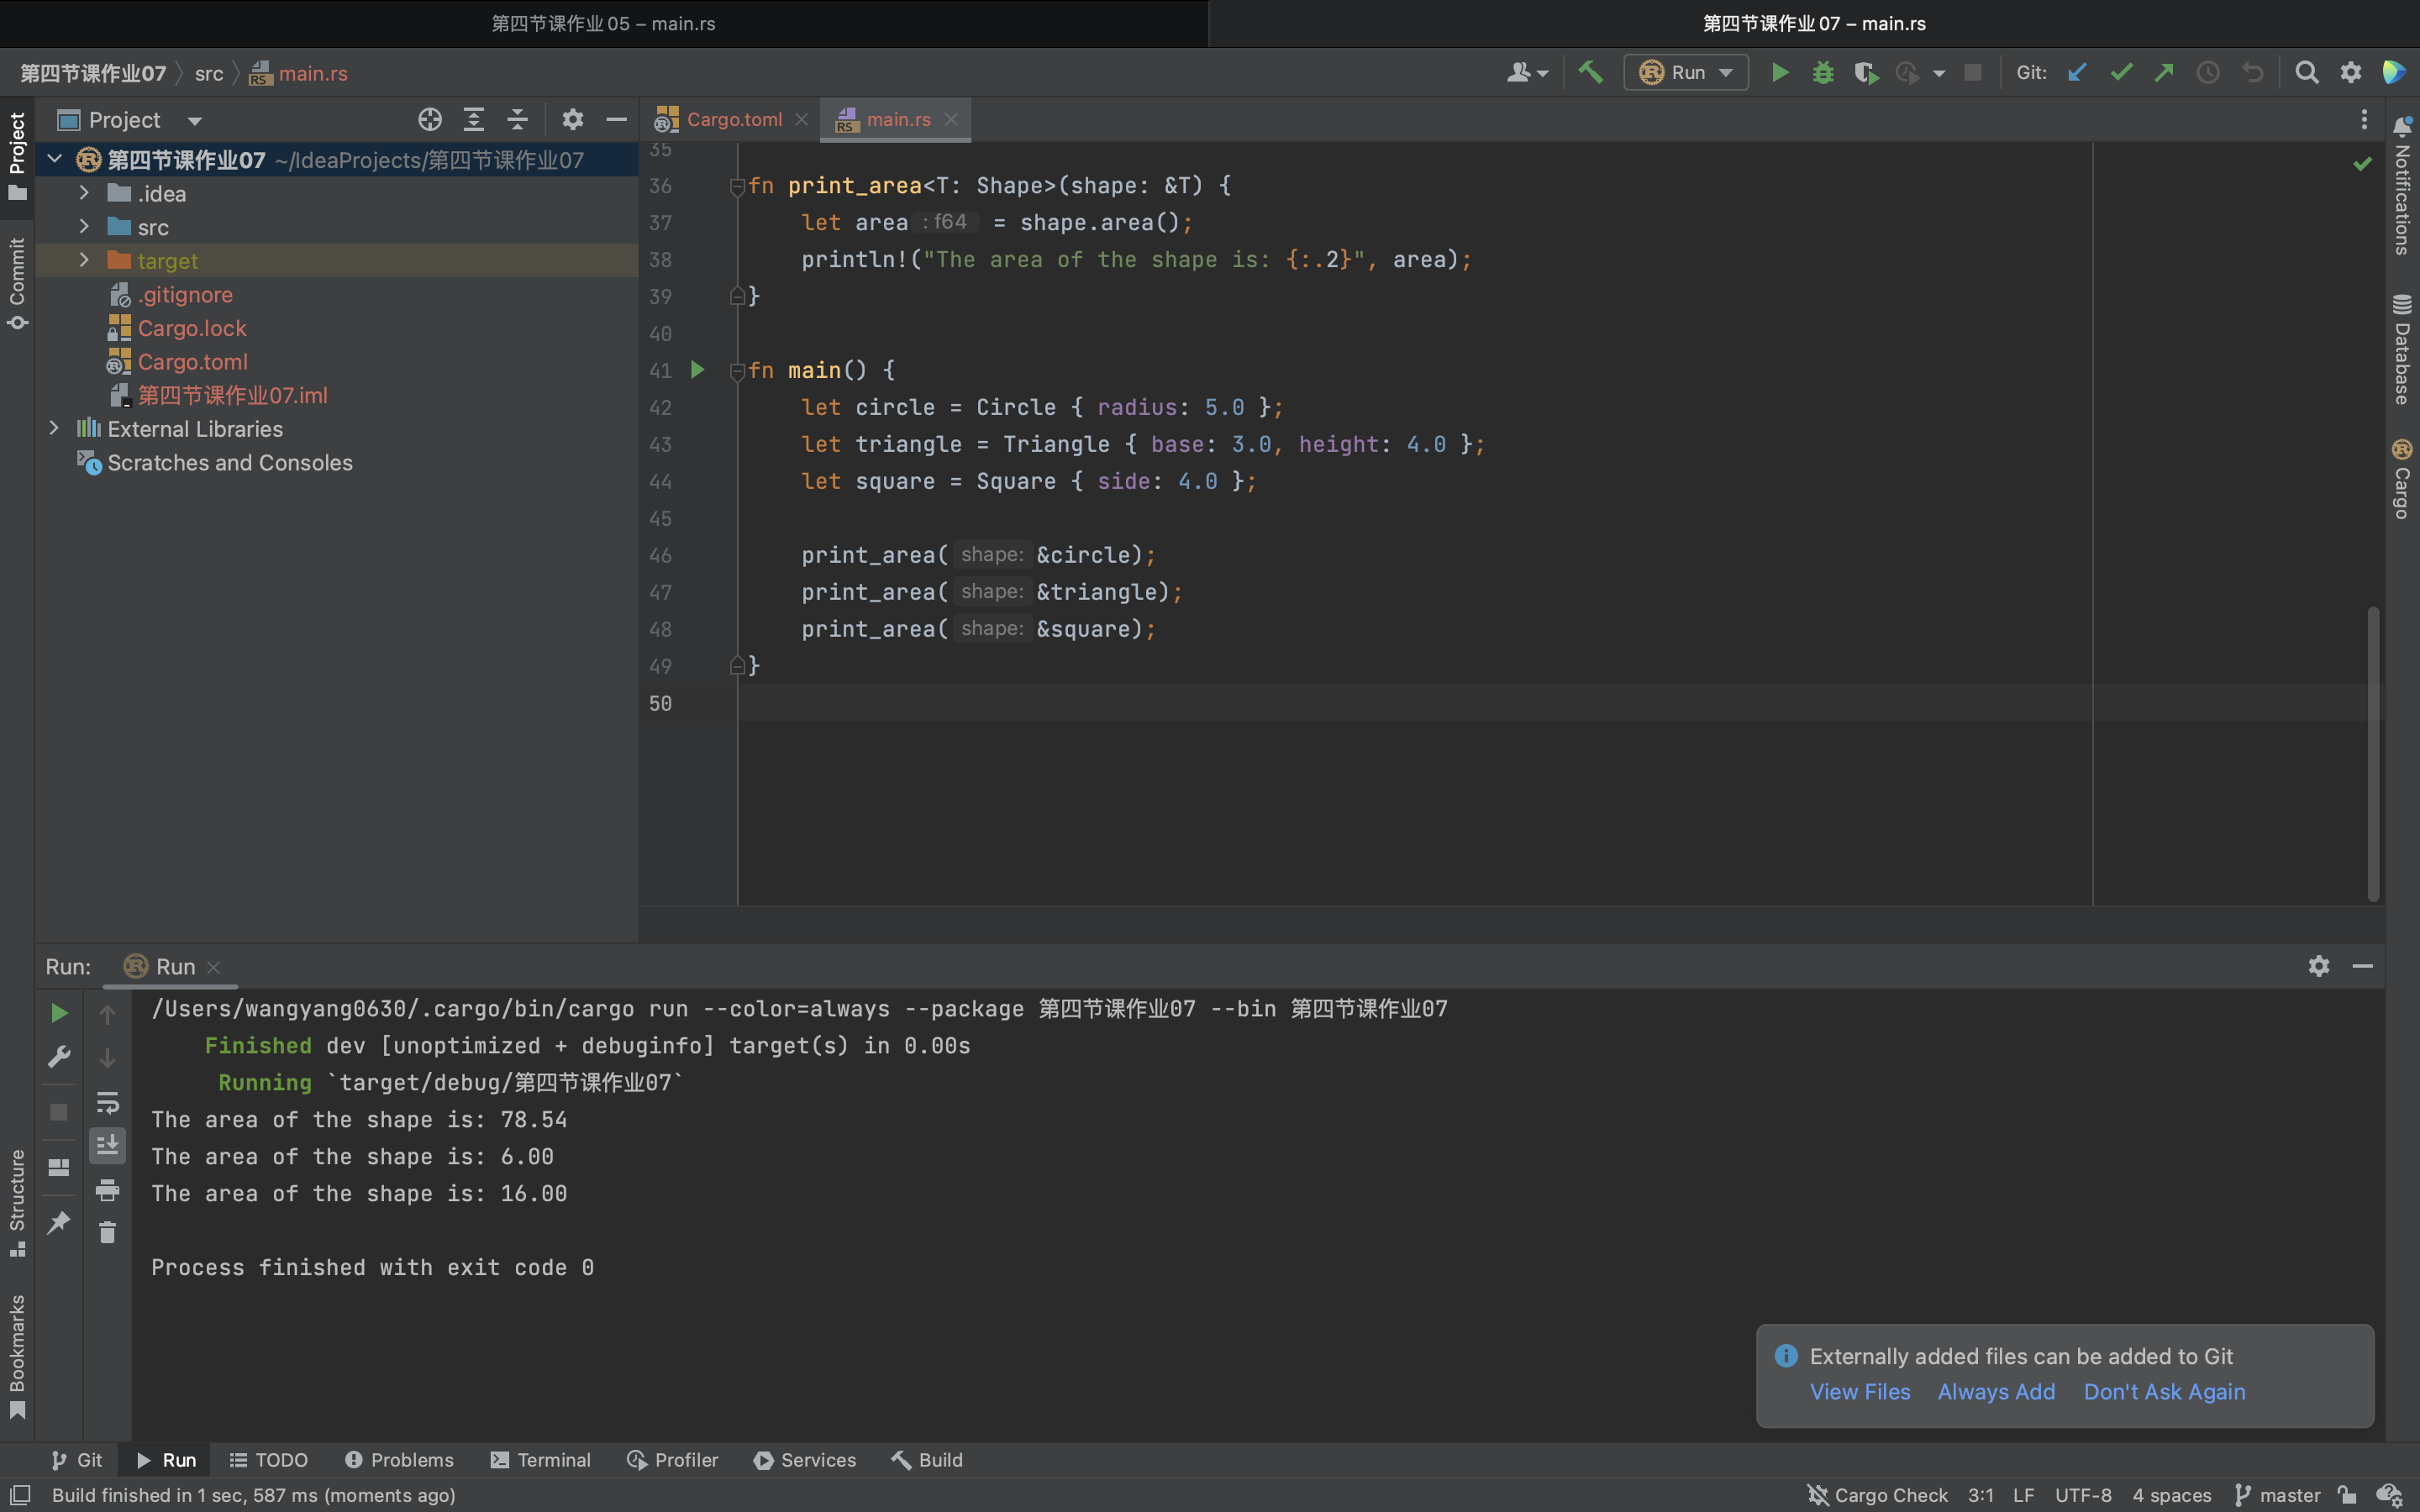 第四节课作业 05 – main.rs
第四节课作业 07 – main.rs
第四节课作业07 src main.rs
Run Git:
Project
Cargo.toml main.rs
第四节课作业07 ~/IdeaProjects/第四节课作业07
.idea
src
target
.gitignore
Cargo.lock
Cargo.toml
第四节课作业07.iml
External Libraries
Scratches and Consoles
Project
Commit
Structure
Bookmarks
35
36 fn print_area<T: Shape>(shape: &T) {
37 let area : f64 = shape.area();
38 println!("The area of the shape is: {:.2}", area);
39 }
40
41 fn main() {
42 let circle = Circle { radius: 5.0 };
43 let triangle = Triangle { base: 3.0, height: 4.0 };
44 let square = Square { side: 4.0 };
45
46 print_area( shape: &circle);
47 print_area( shape: &triangle);
48 print_area( shape: &square);
49 }
50
Notifications
Database
Cargo
Run: Run
/Users/wangyang0630/.cargo/bin/cargo run --color=always --package 第四节课作业07 --bin 第四节课作业07
Finished dev [unoptimized + debuginfo] target(s) in 0.00s
Running `target/debug/第四节课作业07`
The area of the shape is: 78.54
The area of the shape is: 6.00
The area of the shape is: 16.00
Process finished with exit code 0
Externally added files can be added to Git
View Files Always Add Don't Ask Again
Git Run TODO Problems Terminal Profiler Services Build
Build finished in 1 sec, 587 ms (moments ago)
Cargo Check 3:1 LF UTF-8 4 spaces master